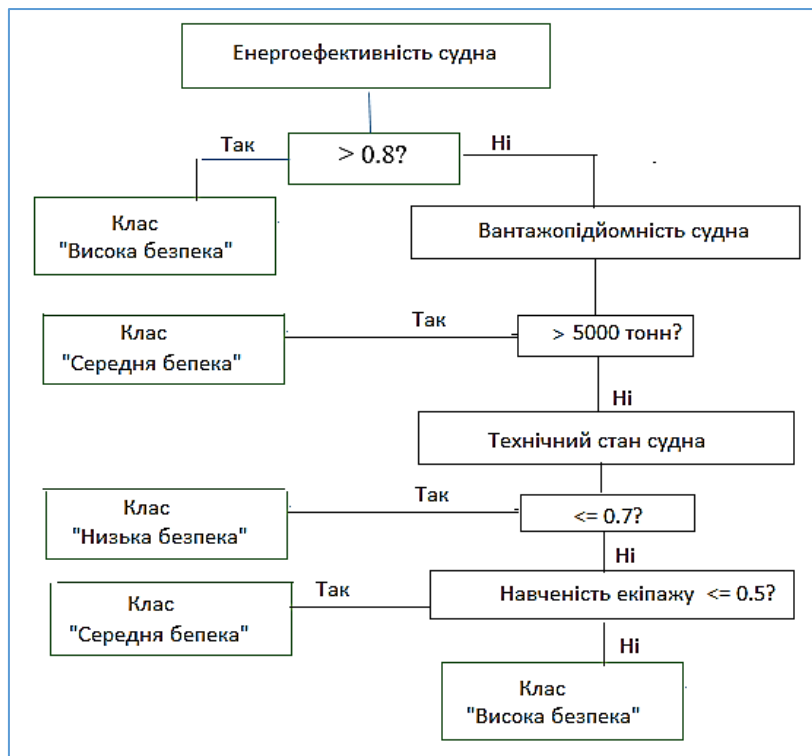 Енергоефективність судна
Так
> 0.8?
Ні
Клас
"Висока безпека"
Вантажопідйомність судна
Так
> 5000 тонн?
Клас
"Середня бепека"
Ні
Технічний стан судна
Так
<= 0.7?
Клас
"Низька безпека"
Ні
Так
Навченість екіпажу <= 0.5?
Клас
"Середня бепека"
Ні
Клас
"Висока безпека"